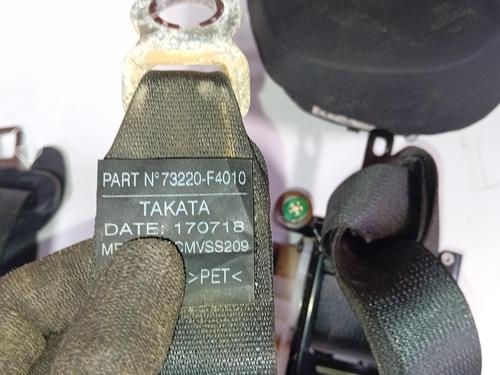 PART N° 73220-F4010
TAKATA
DATE: 170718
CMVSS209
>PET<